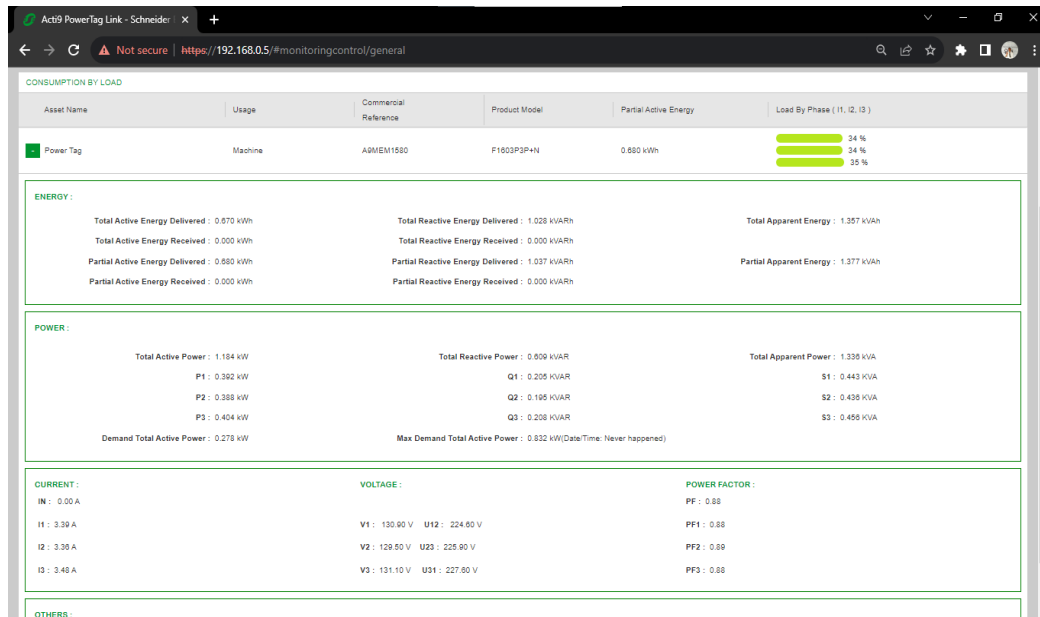 Acti9 PowerTag Link - Schneider
Not secure https://192.168.0.5/#monitoringcontrol/general
CONSUMPTION BY LOAD
Asset Name Usage Commercial Reference Product Model Partial Active Energy Load By Phase ( I1, I2, I3 )
- Power Tag Machine A9MEM1580 F1603P3P+N 0.680 kWh 34 %
34 %
35 %
ENERGY :
Total Active Energy Delivered : 0.670 kWh Total Reactive Energy Delivered : 1.028 kVARh Total Apparent Energy : 1.357 kVAh
Total Active Energy Received : 0.000 kWh Total Reactive Energy Received : 0.000 kVARh
Partial Active Energy Delivered : 0.680 kWh Partial Reactive Energy Delivered : 1.037 kVARh Partial Apparent Energy : 1.377 kVAh
Partial Active Energy Received : 0.000 kWh Partial Reactive Energy Received : 0.000 kVARh
POWER :
Total Active Power : 1.184 kW Total Reactive Power : 0.609 kVAR Total Apparent Power : 1.336 kVA
P1 : 0.392 kW Q1 : 0.205 KVAR S1 : 0.443 KVA
P2 : 0.388 kW Q2 : 0.195 KVAR S2 : 0.436 KVA
P3 : 0.404 kW Q3 : 0.208 KVAR S3 : 0.456 KVA
Demand Total Active Power : 0.278 kW Max Demand Total Active Power : 0.832 kW(Date/Time: Never happened)
CURRENT : VOLTAGE : POWER FACTOR :
IN : 0.00 A PF : 0.88
I1 : 3.39 A V1 : 130.90 V U12 : 224.60 V PF1 : 0.88
I2 : 3.36 A V2 : 129.50 V U23 : 225.90 V PF2 : 0.89
I3 : 3.48 A V3 : 131.10 V U31 : 227.60 V PF3 : 0.88
OTHERS :